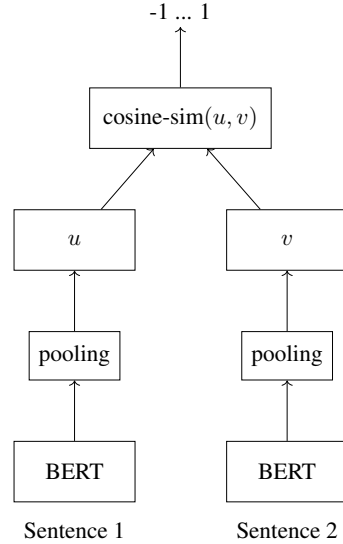 -1 ... 1
cosine-sim(u, v)
u v
pooling pooling
BERT BERT
Sentence 1 Sentence 2